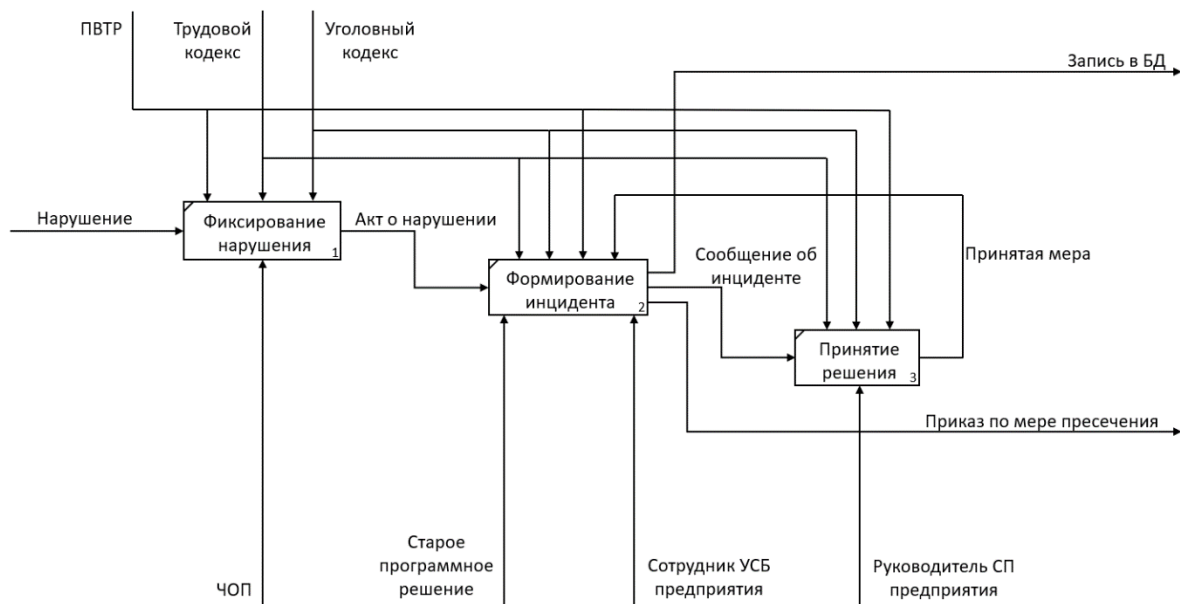 ПВТР
Трудовой
кодекс
Уголовный
кодекс
Запись в БД
Нарушение
Фиксирование
нарушения
1
Акт о нарушении
Формирование
инцидента
2
Сообщение об
инциденте
Принятая мера
Принятие
решения
3
Приказ по мере пресечения
ЧОП
Старое
программное
решение
Сотрудник УСБ
предприятия
Руководитель СП
предприятия